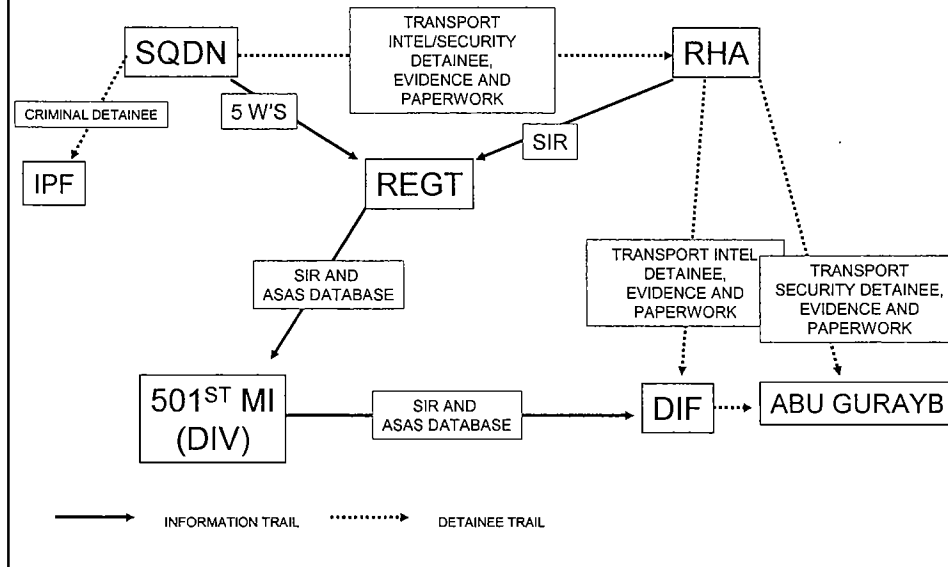 SQDN
TRANSPORT
INTEL/SECURITY
DETAINEE,
EVIDENCE AND
PAPERWORK
RHA
CRIMINAL DETAINEE
5 W'S
SIR
IPF
REGT
SIR AND
ASAS DATABASE
TRANSPORT INTEL
DETAINEE,
EVIDENCE AND
PAPERWORK
TRANSPORT
SECURITY DETAINEE,
EVIDENCE AND
PAPERWORK
501ST MI
(DIV)
SIR AND
ASAS DATABASE
DIF
ABU GURAYB
INFORMATION TRAIL
DETAINEE TRAIL